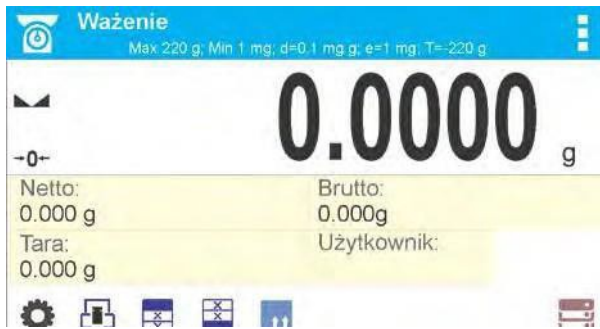 Ważenie
Max 220 g; Min 1 mg; d=0.1 mg g; e=1 mg; T=-220 g
0.0000 g
→0←
Netto:
0.000 g
Brutto:
0.000g
Tara:
0.000 g
Użytkownik: